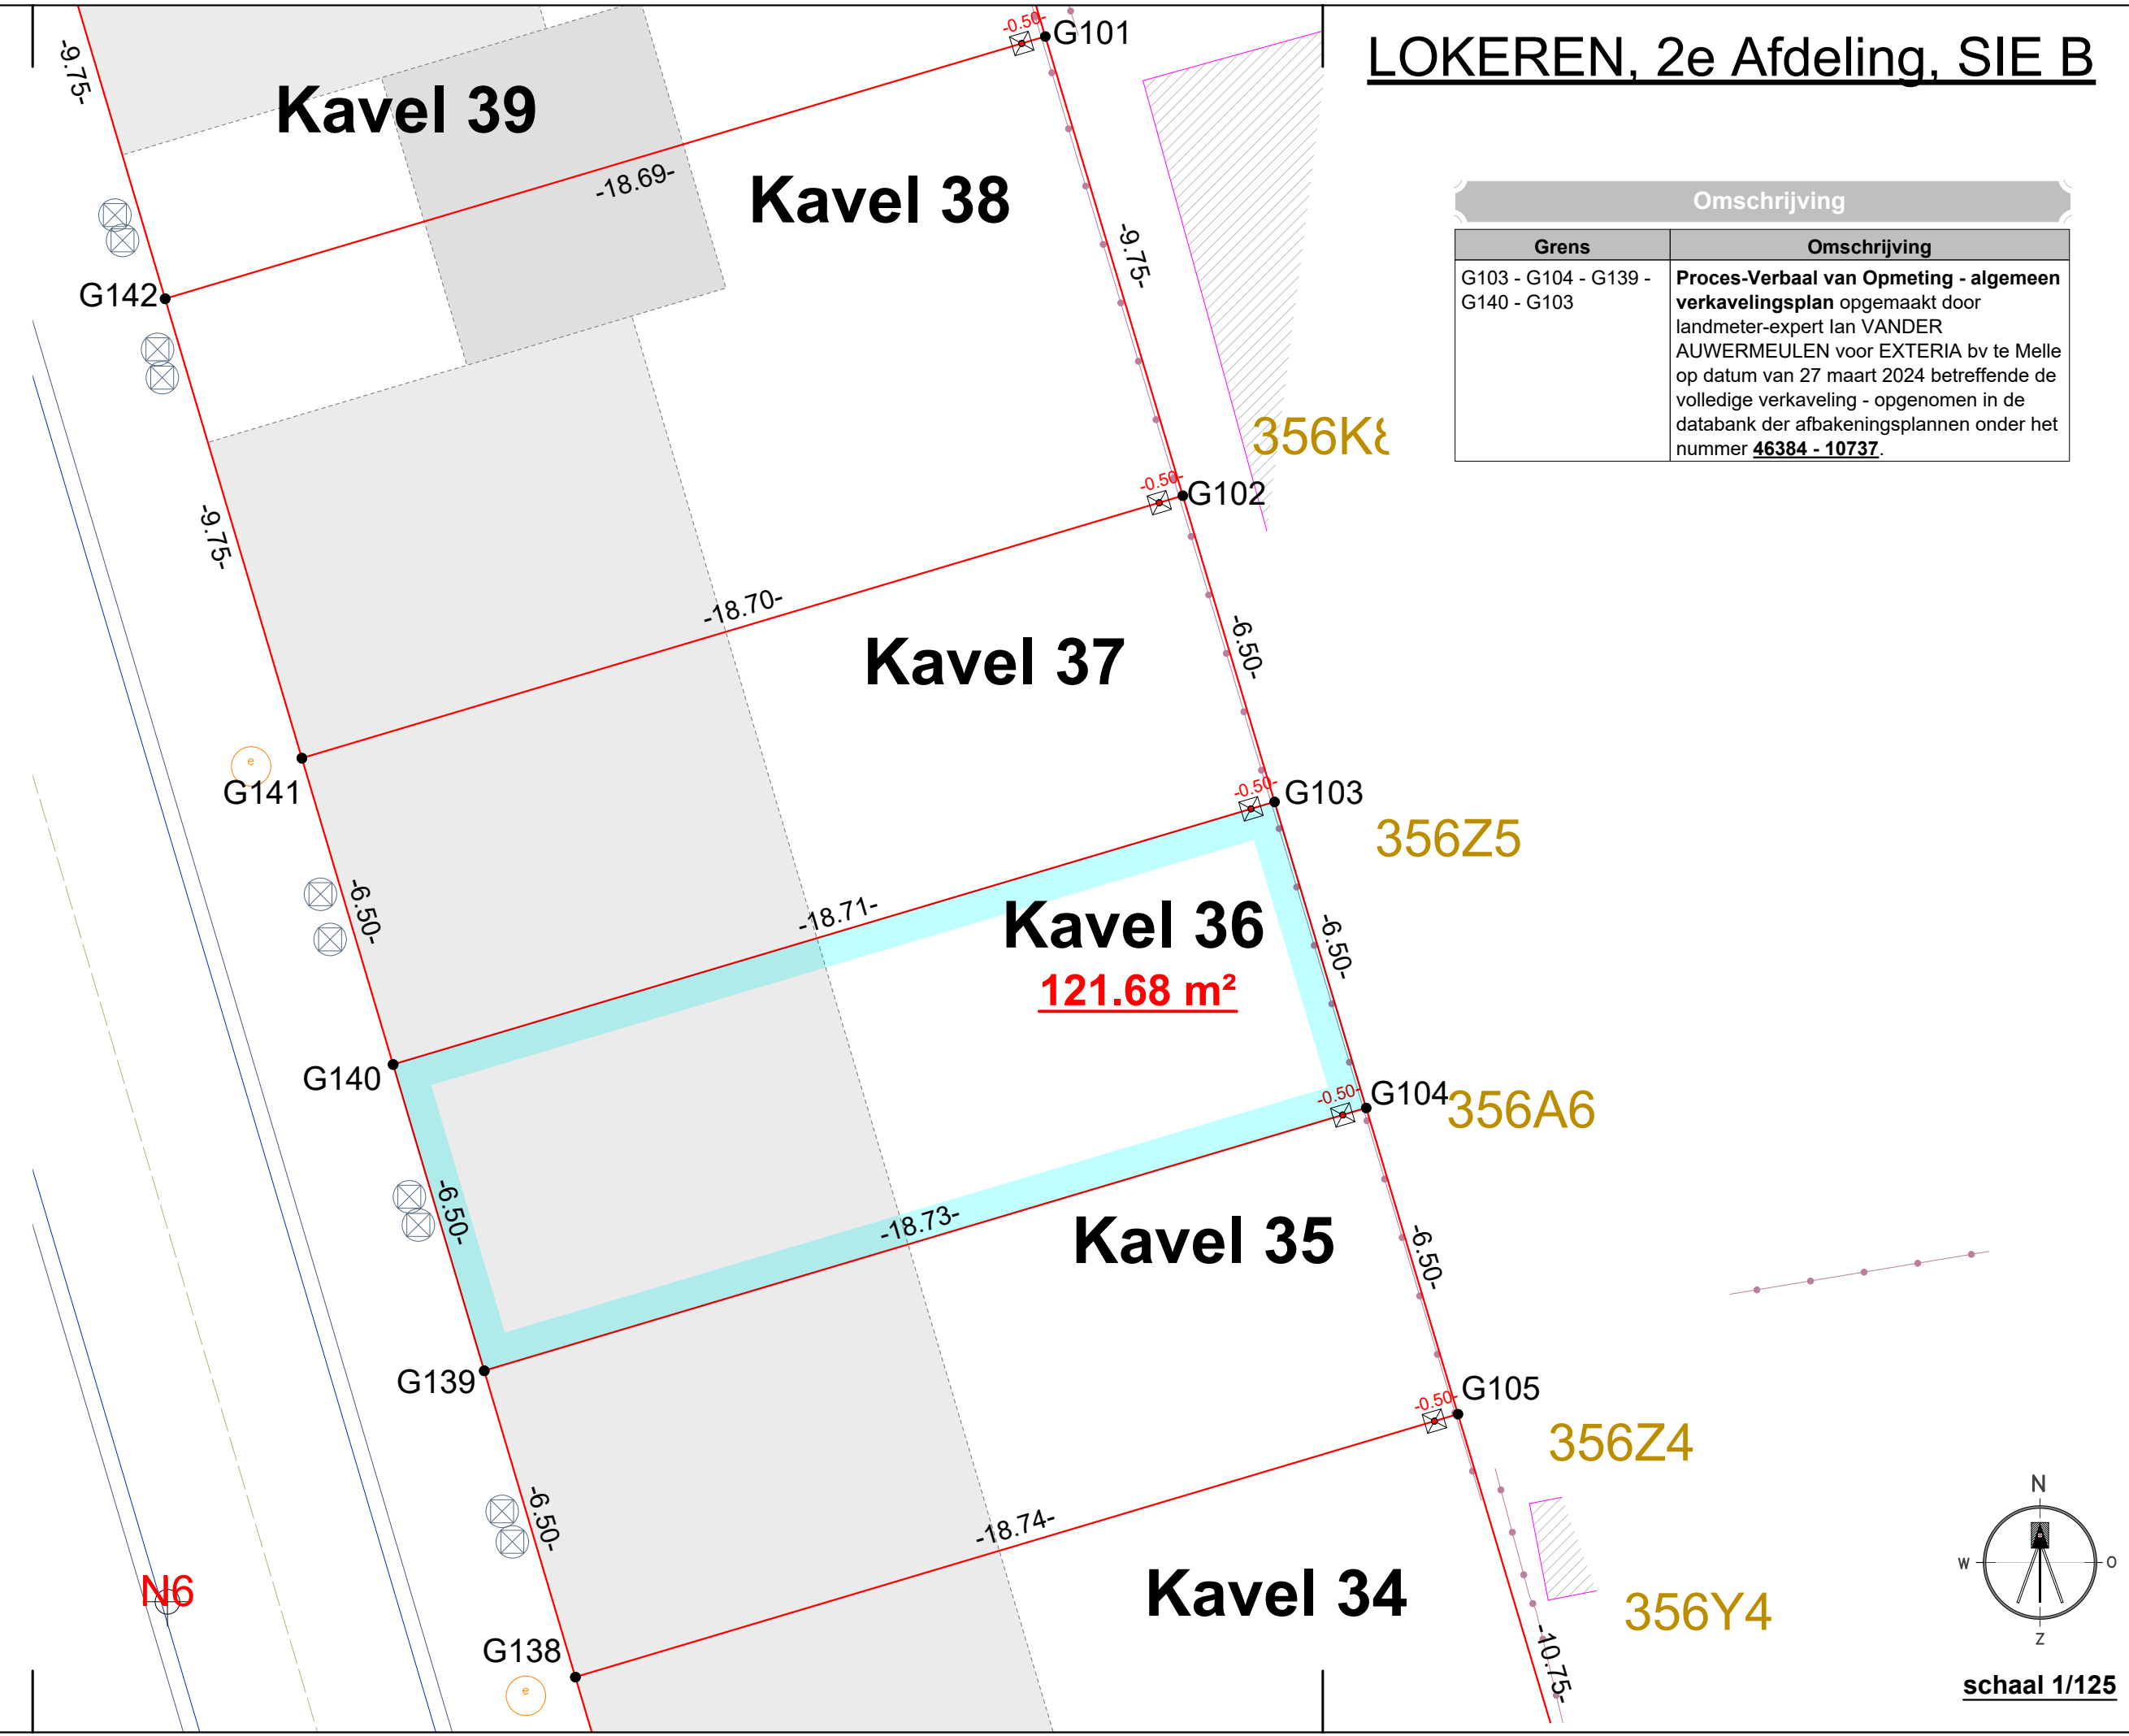 LOKEREN, 2e Afdeling, SIE B
Omschrijving
Grens
Omschrijving
G103 - G104 - G139 -
G140 - G103
Proces-Verbaal van Opmeting - algemeen
verkavelingsplan opgemaakt door
landmeter-expert Ian VANDER
AUWERMEULEN voor EXTERIA bv te Melle
op datum van 27 maart 2024 betreffende de
volledige verkaveling - opgenomen in de
databank der afbakeningsplannen onder het
nummer 46384 - 10737.
-9.75-
Kavel 39
-0.50-
G101
-18.69-
Kavel 38
-9.75-
G142
356K
-0.50-
G102
-9.75-
-18.70-
Kavel 37
-6.50-
e
G141
-0.50-
G103
356Z5
-6.50-
-18.71-
Kavel 36
121.68 m²
-6.50-
G140
-0.50-
G104
356A6
-6.50-
-18.73-
Kavel 35
-6.50-
G139
-0.50-
G105
356Z4
-6.50-
-18.74-
Kavel 34
356Y4
-10.75-
N6
G138
e
N
W
O
Z
schaal 1/125